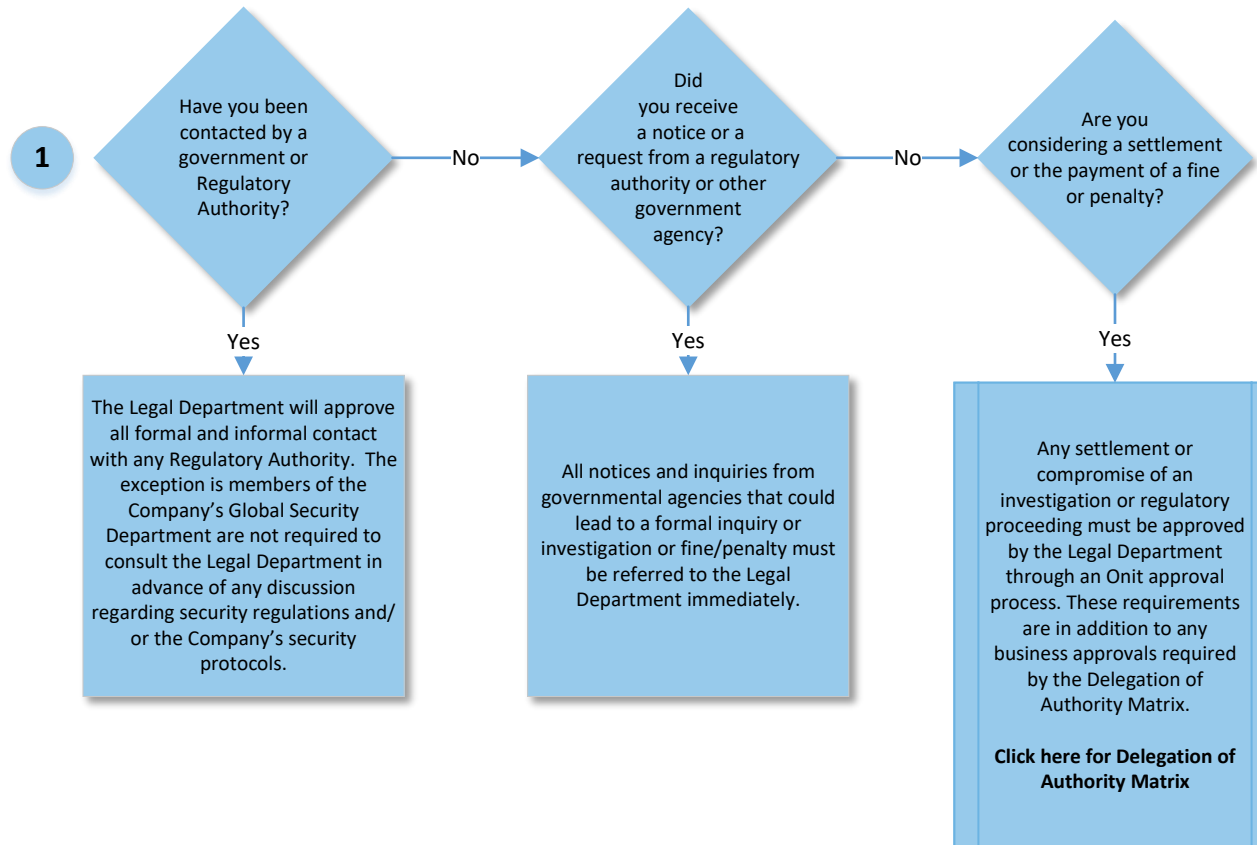 1
Have you been
contacted by a
government or
Regulatory
Authority?
No
Did
you receive
a notice or a
request from a regulatory
authority or other
government
agency?
No
Are you
considering a settlement
or the payment of a fine
or penalty?
Yes
Yes
Yes
The Legal Department will approve
all formal and informal contact
with any Regulatory Authority.  The
exception is members of the
Company’s Global Security
Department are not required to
consult the Legal Department in
advance of any discussion
regarding security regulations and/
or the Company’s security
protocols.
All notices and inquiries from
governmental agencies that could
lead to a formal inquiry or
investigation or fine/penalty must
be referred to the Legal
Department immediately.
Any settlement or
compromise of an
investigation or regulatory
proceeding must be approved
by the Legal Department
through an Onit approval
process. These requirements
are in addition to any
business approvals required
by the Delegation of
Authority Matrix.
Click here for Delegation of
Authority Matrix